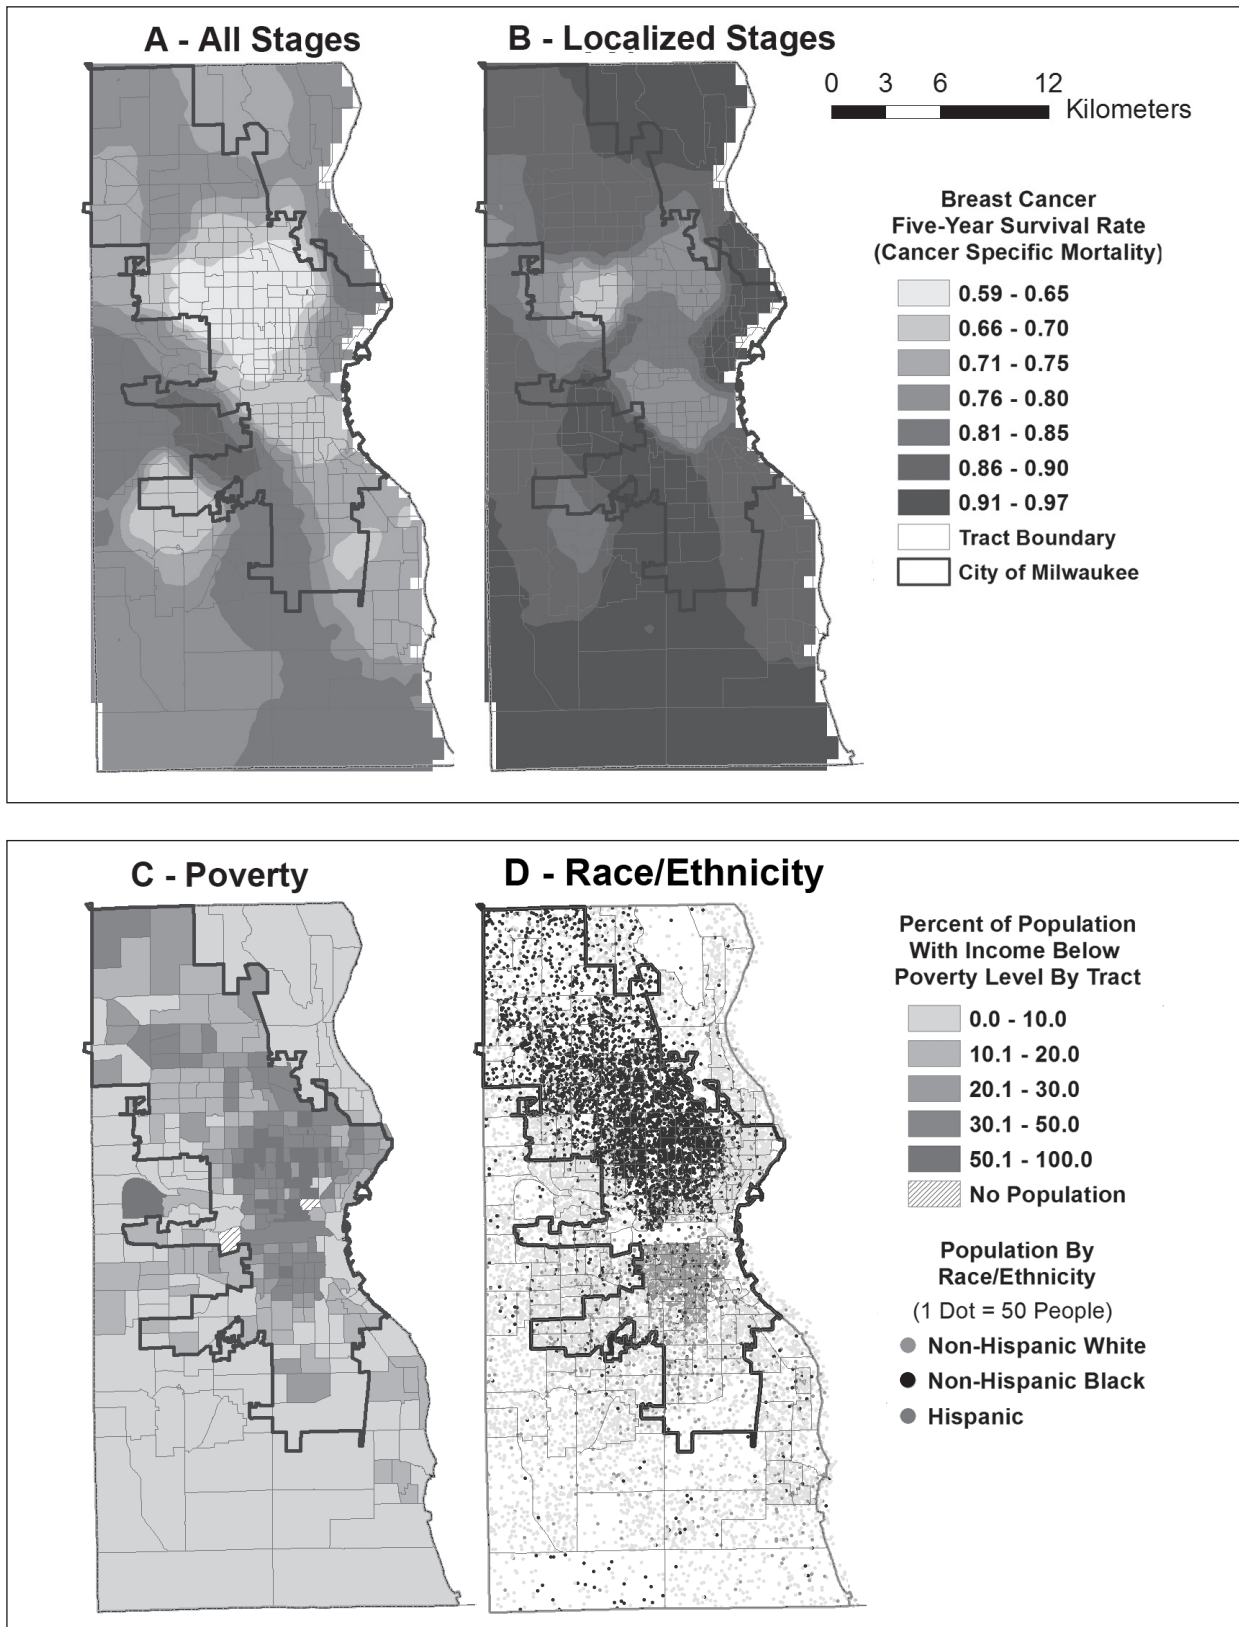 A - All Stages
B - Localized Stages
0 3 6 12
Kilometers
Breast Cancer
Five-Year Survival Rate
(Cancer Specific Mortality)
0.59 - 0.65
0.66 - 0.70
0.71 - 0.75
0.76 - 0.80
0.81 - 0.85
0.86 - 0.90
0.91 - 0.97
Tract Boundary
City of Milwaukee
C - Poverty
D - Race/Ethnicity
Percent of Population
With Income Below
Poverty Level By Tract
0.0 - 10.0
10.1 - 20.0
20.1 - 30.0
30.1 - 50.0
50.1 - 100.0
No Population
Population By
Race/Ethnicity
(1 Dot = 50 People)
Non-Hispanic White
Non-Hispanic Black
Hispanic